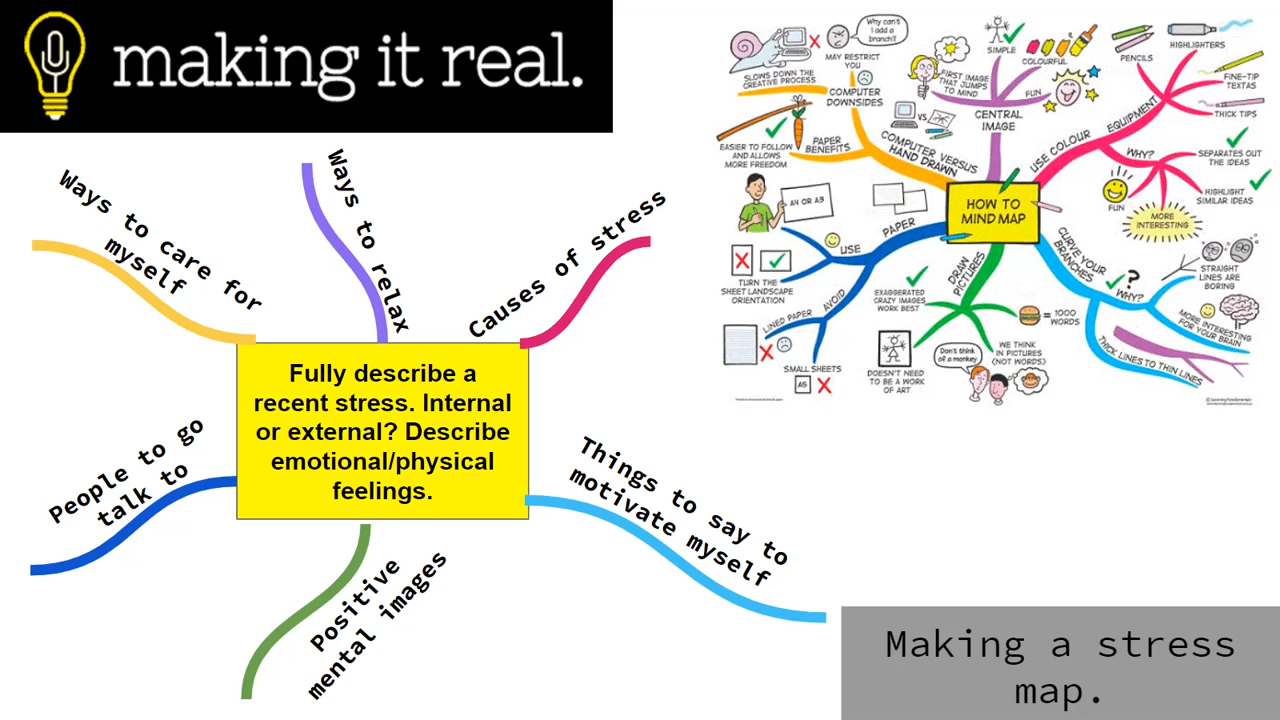 making it real.
Ways to care for
myself
Ways to relax
Causes of stress
Fully describe a
recent stress. Internal
or external? Describe
emotional/physical
feelings.
People to go
talk to
Positive
mental images
Things to say to
motivate myself
Making a stress
map.
HOW TO
MIND MAP
CENTRAL
IMAGE
SIMPLE
COLOURFUL
FUN
FIRST IMAGE
THAT JUMPS
TO MIND
USE COLOUR
EQUIPMENT
PENCILS
HIGHLIGHTERS
FINE-TIP
TEXTAS
THICK TIPS
WHY?
SEPARATES OUT
THE IDEAS
HIGHLIGHT
SIMILAR IDEAS
MORE
INTERESTING
FUN
CURVE YOUR
BRANCHES
?
WHY?
STRAIGHT
LINES ARE
BORING
MORE INTERESTING
FOR YOUR BRAIN
THICK LINES TO THIN LINES
DRAW
PICTURES
= 1000
WORDS
WE THINK
IN PICTURES
(NOT WORDS)
Don't think
of a monkey
DOESN'T NEED
TO BE A WORK
OF ART
EXAGGERATED
CRAZY IMAGES
WORK BEST
PAPER
USE
A4 OR A3
TURN THE
SHEET LANDSCAPE
ORIENTATION
AVOID
LINED PAPER
SMALL SHEETS
A5
COMPUTER VERSUS
HAND DRAWN
VS
PAPER
BENEFITS
EASIER TO FOLLOW
AND ALLOWS
MORE FREEDOM
COMPUTER
DOWNSIDES
SLOWS DOWN THE
CREATIVE PROCESS
MAY RESTRICT
YOU
Why can't
I add a
branch?
© Learning Fundamentals